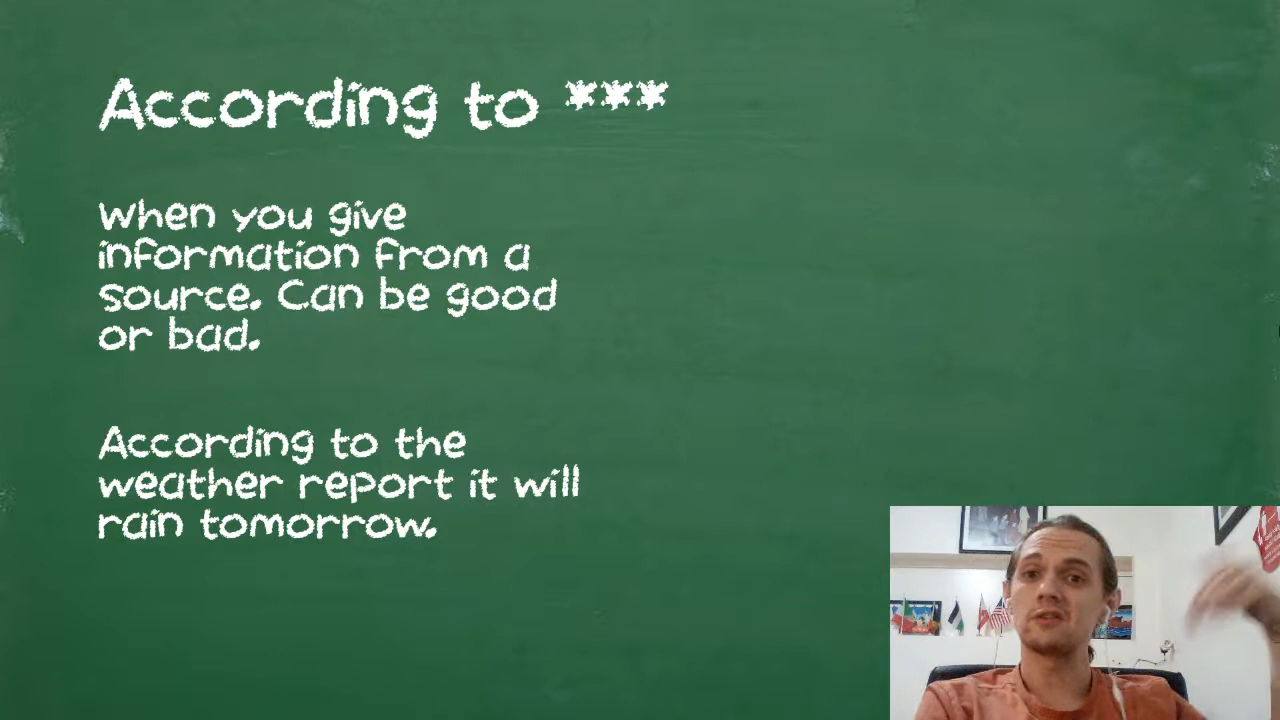 According to ***
When you give
information from a
source. Can be good
or bad.
According to the
weather report it will
rain tomorrow.